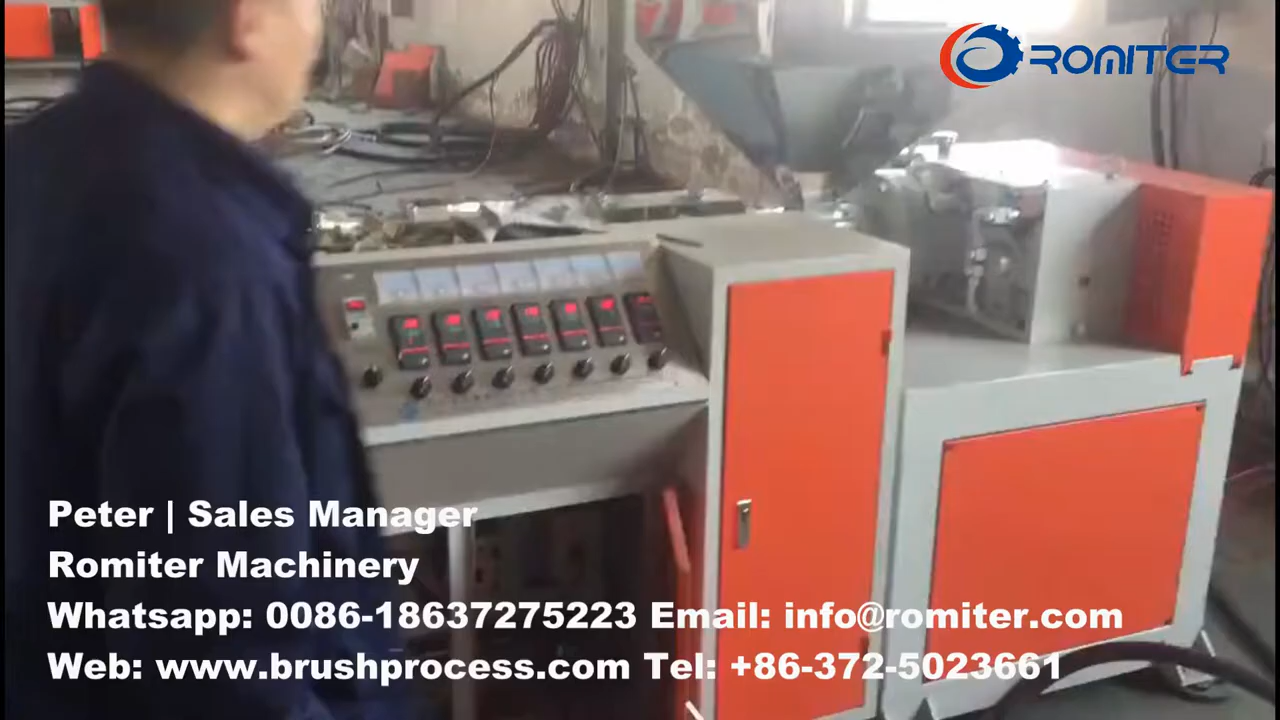 ROMITER
Peter | Sales Manager
Romiter Machinery
Whatsapp: 0086-18637275223 Email: info@romiter.com
Web: www.brushprocess.com Tel: +86-372-5023661